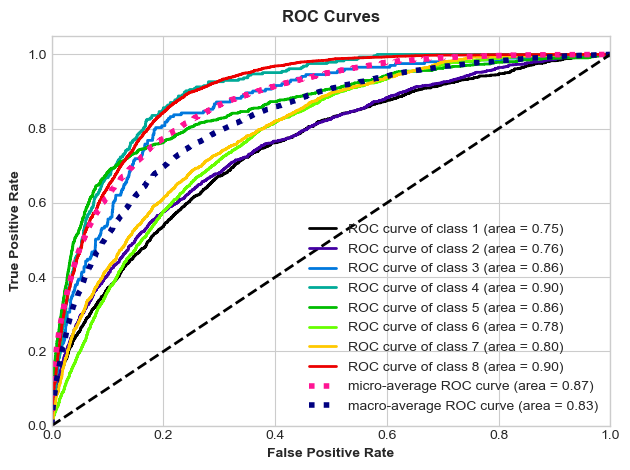 ROC Curves
1.0
0.8
0.6
0.4
0.2
0.0
True Positive Rate
ROC curve of class 1 (area = 0.75)
ROC curve of class 2 (area = 0.76)
ROC curve of class 3 (area = 0.86)
ROC curve of class 4 (area = 0.90)
ROC curve of class 5 (area = 0.86)
ROC curve of class 6 (area = 0.78)
ROC curve of class 7 (area = 0.80)
ROC curve of class 8 (area = 0.90)
micro-average ROC curve (area = 0.87)
macro-average ROC curve (area = 0.83)
0.0 0.2 0.4 0.6 0.8 1.0
False Positive Rate